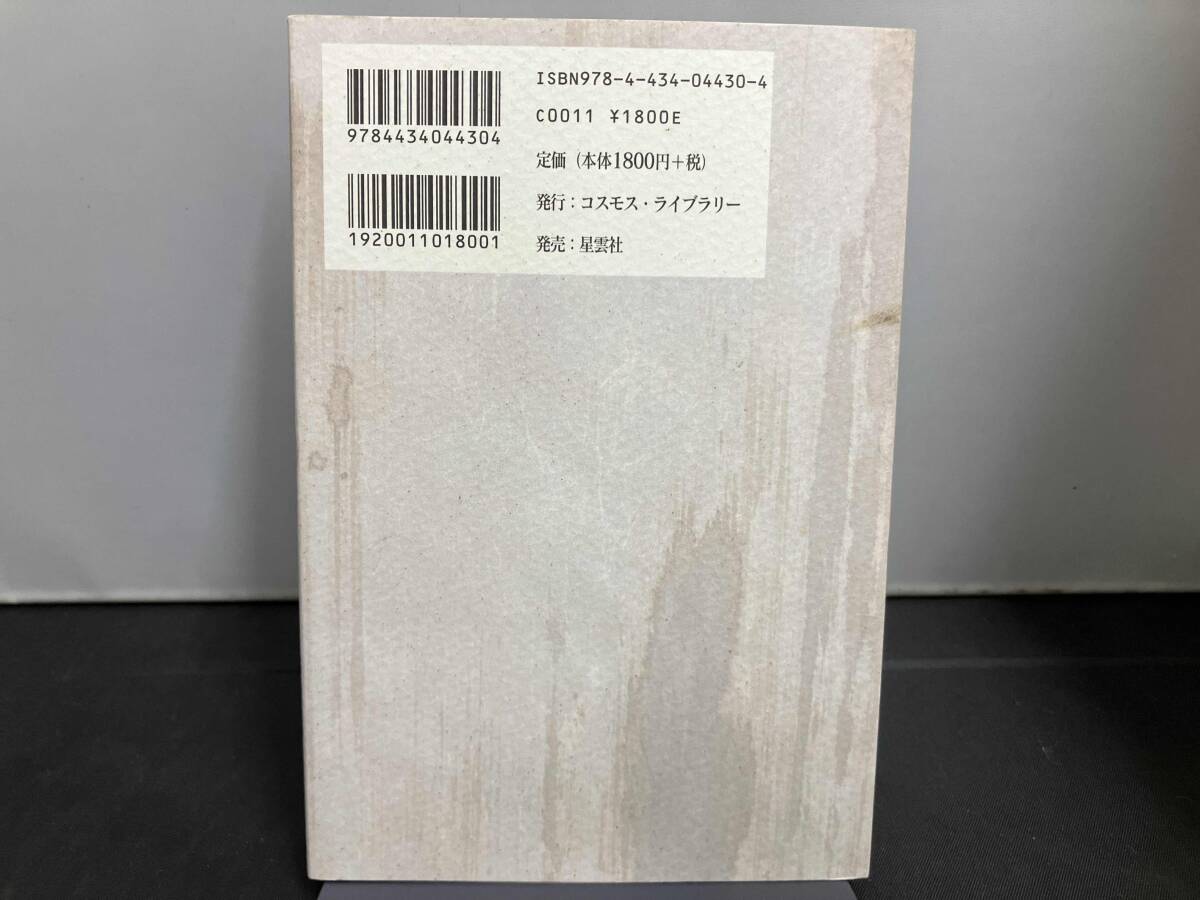 ISBN978-4-434-04430-4
C0011 ¥1800E
9784434044304
定価（本体1800円＋税）
発行：コスモス・ライブラリー
1920011018001
発売：星雲社